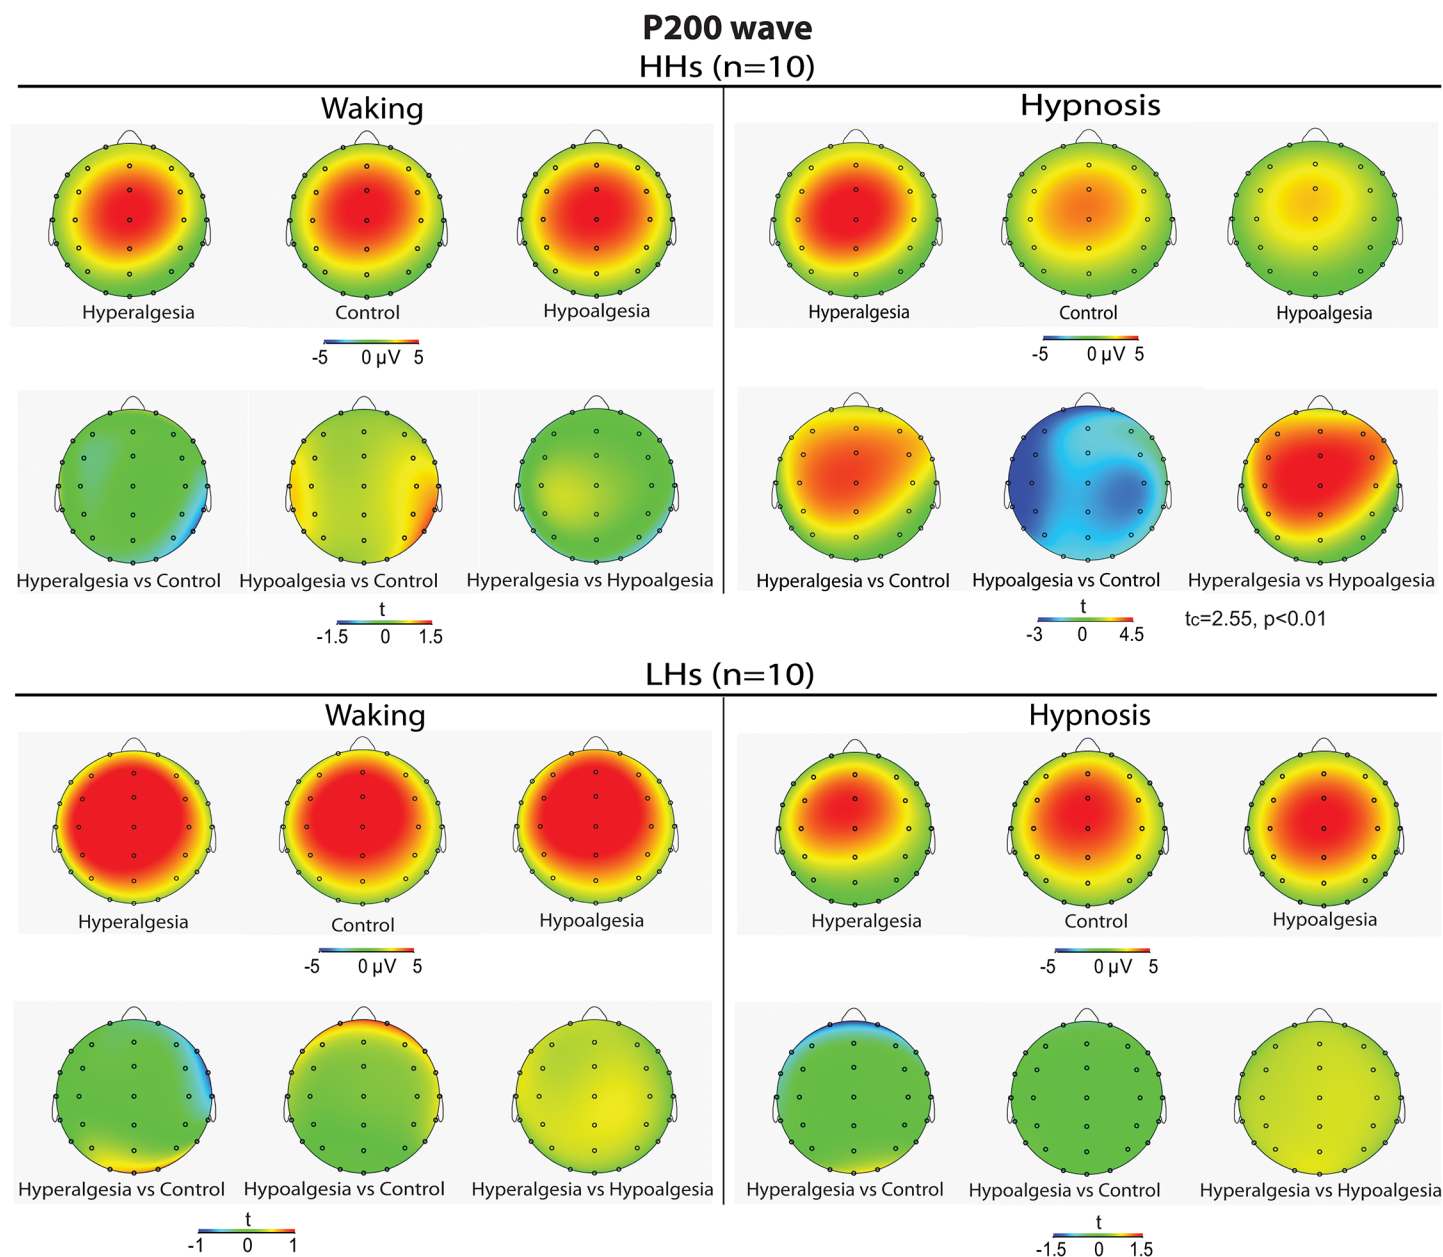 P200 wave
HHs (n=10)
Waking
Hypnosis
Hyperalgesia Control Hypoalgesia
-5 0 µV 5
Hyperalgesia Control Hypoalgesia
-5 0 µV 5
Hyperalgesia vs Control Hypoalgesia vs Control Hyperalgesia vs Hypoalgesia
t
-1.5 0 1.5
Hyperalgesia vs Control Hypoalgesia vs Control Hyperalgesia vs Hypoalgesia
t
-3 0 4.5
tc=2.55, p<0.01
LHs (n=10)
Waking
Hypnosis
Hyperalgesia Control Hypoalgesia
-5 0 µV 5
Hyperalgesia Control Hypoalgesia
-5 0 µV 5
Hyperalgesia vs Control Hypoalgesia vs Control Hyperalgesia vs Hypoalgesia
t
-1 0 1
Hyperalgesia vs Control Hypoalgesia vs Control Hyperalgesia vs Hypoalgesia
t
-1.5 0 1.5